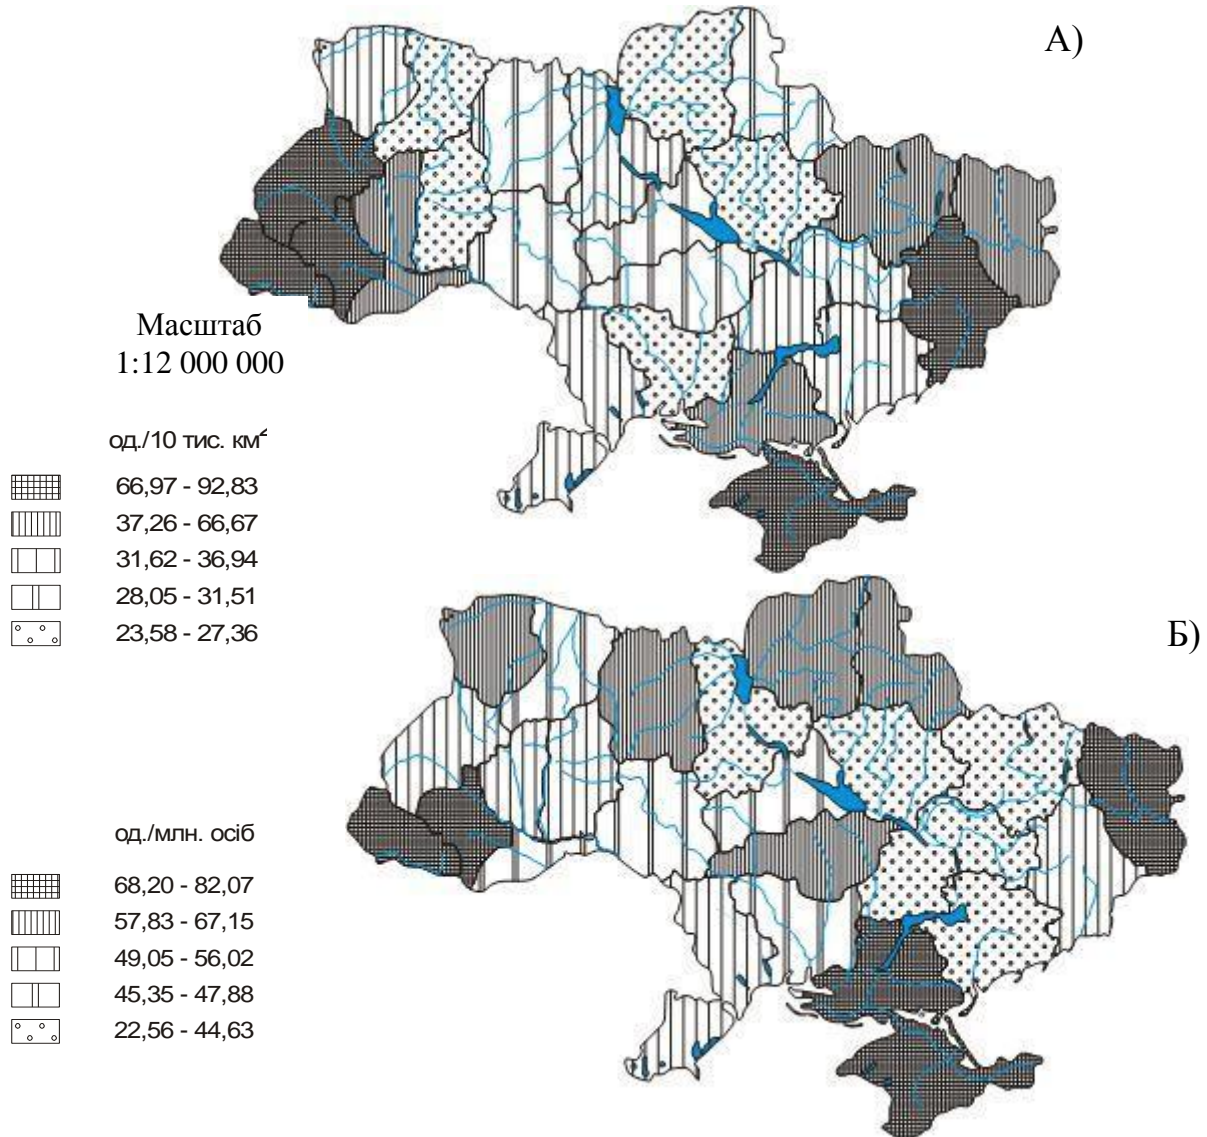 А)
Масштаб
1:12 000 000
од./10 тис. км²
66,97 - 92,83
37,26 - 66,67
31,62 - 36,94
28,05 - 31,51
23,58 - 27,36
Б)
од./млн. осіб
68,20 - 82,07
57,83 - 67,15
49,05 - 56,02
45,35 - 47,88
22,56 - 44,63